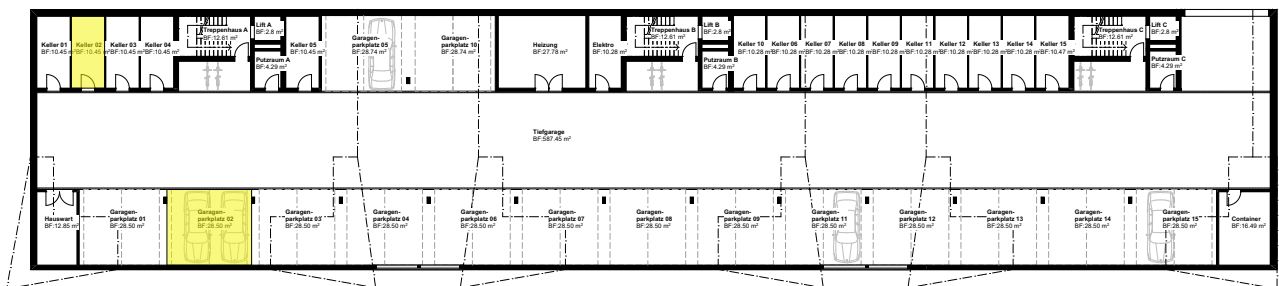 Keller 01
BF:10.45 m²
Keller 02
BF:10.45 m²
Keller 03
BF:10.45 m²
Keller 04
BF:10.45 m²
Treppenhaus A
BF:12.61 m²
Lift A
BF:2.8 m²
Putzraum A
BF:4.29 m²
Keller 05
BF:10.45 m²
Garagen-
parkplatz 05
BF:28.74 m²
Garagen-
parkplatz 10
BF:28.74 m²
Heizung
BF:27.78 m²
Elektro
BF:10.28 m²
Treppenhaus B
BF:12.61 m²
Lift B
BF:2.8 m²
Putzraum B
BF:4.29 m²
Keller 10
BF:10.28 m²
Keller 06
BF:10.28 m²
Keller 07
BF:10.28 m²
Keller 08
BF:10.28 m²
Keller 09
BF:10.28 m²
Keller 11
BF:10.28 m²
Keller 12
BF:10.28 m²
Keller 13
BF:10.28 m²
Keller 14
BF:10.28 m²
Keller 15
BF:10.47 m²
Treppenhaus C
BF:12.61 m²
Lift C
BF:2.8 m²
Putzraum C
BF:4.29 m²
Tiefgarage
BF:587.45 m²
Hauswart
BF:12.85 m²
Garagen-
parkplatz 01
BF:28.50 m²
Garagen-
parkplatz 02
BF:28.50 m²
Garagen-
parkplatz 03
BF:28.50 m²
Garagen-
parkplatz 04
BF:28.50 m²
Garagen-
parkplatz 06
BF:28.50 m²
Garagen-
parkplatz 07
BF:28.50 m²
Garagen-
parkplatz 08
BF:28.50 m²
Garagen-
parkplatz 09
BF:28.50 m²
Garagen-
parkplatz 11
BF:28.50 m²
Garagen-
parkplatz 12
BF:28.50 m²
Garagen-
parkplatz 13
BF:28.50 m²
Garagen-
parkplatz 14
BF:28.50 m²
Garagen-
parkplatz 15
BF:28.50 m²
Container
BF:16.49 m²